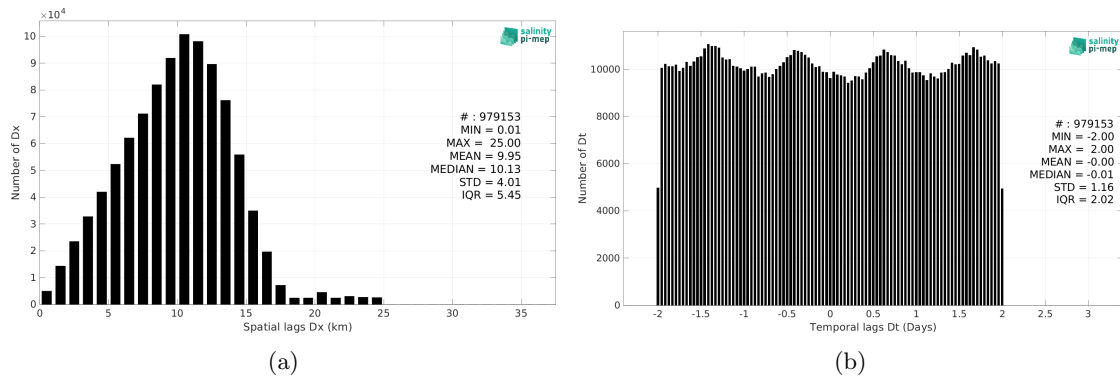 ×10⁴
salinity
pi-mep
10
9
8
7
6
5
4
3
2
1
0
Number of Dx
# : 979153
MIN = 0.01
MAX = 25.00
MEAN = 9.95
MEDIAN = 10.13
STD = 4.01
IQR = 5.45
0 5 10 15 20 25 30 35
Spatial lags Dx (km)
(a)
salinity
pi-mep
10000
8000
6000
4000
2000
0
Number of Dt
# : 979153
MIN = -2.00
MAX = 2.00
MEAN = -0.00
MEDIAN = -0.01
STD = 1.16
IQR = 2.02
-2 -1.5 -1 -0.5 0 0.5 1 1.5 2 2.5 3
Temporal lags Dt (Days)
(b)